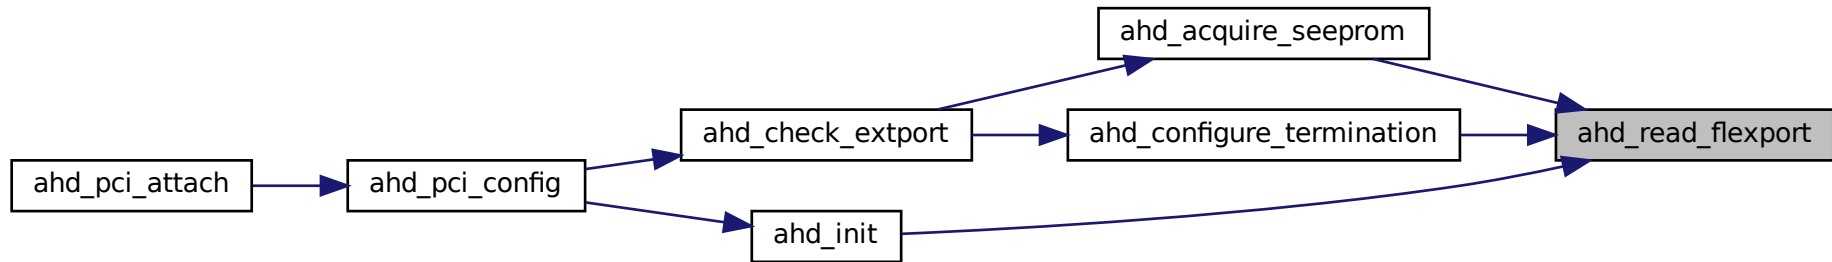 ahd_acquire_seeprom
ahd_check_extport
ahd_configure_termination
ahd_read_flexport
ahd_pci_attach
ahd_pci_config
ahd_init